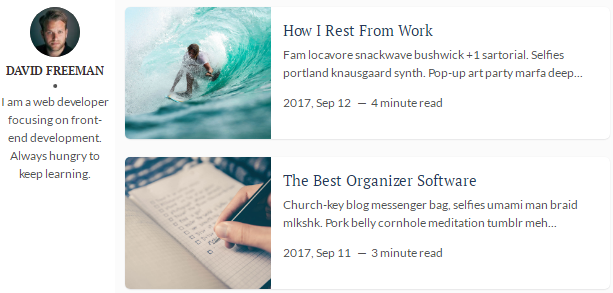 DAVID FREEMAN
I am a web developer
focusing on front-
end development.
Always hungry to
keep learning.
How I Rest From Work
Fam locavore snackwave bushwick +1 sartorial. Selfies
portland knausgaard synth. Pop-up art party marfa deep...
2017, Sep 12 — 4 minute read
The Best Organizer Software
Church-key blog messenger bag, selfies umami man braid
mlkshk. Pork belly cornhole meditation tumblr meh...
2017, Sep 11 — 3 minute read